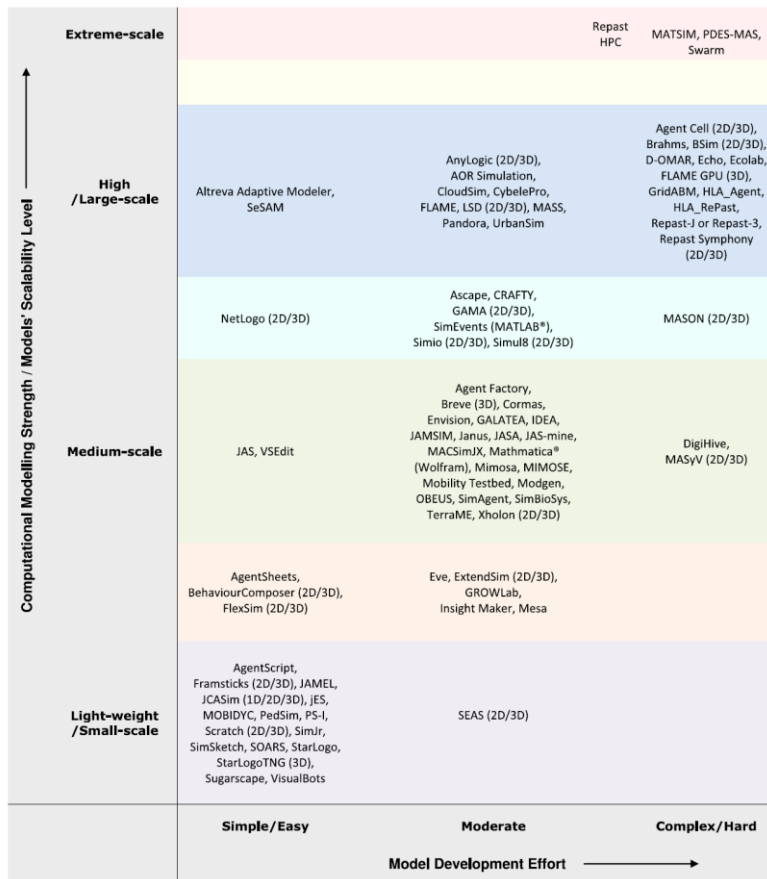 Extreme-scale
Repast
HPC
MATSIM, PDES-MAS,
Swarm
High
/Large-scale
Altreva Adaptive Modeler,
SeSAM
AnyLogic (2D/3D),
AOR Simulation,
CloudSim, CybelePro,
FLAME, LSD (2D/3D), MASS,
Pandora, UrbanSim
Agent Cell (2D/3D),
Brahms, BSim (2D/3D),
D-OMAR, Echo, Ecolab,
FLAME GPU (3D),
GridABM, HLA_Agent,
HLA_RePast,
Repast-J or Repast-3,
Repast Symphony
(2D/3D)
NetLogo (2D/3D)
Ascape, CRAFTY,
GAMA (2D/3D),
SimEvents (MATLAB®),
Simio (2D/3D), Simul8 (2D/3D)
MASON (2D/3D)
Medium-scale
JAS, VSEdit
Agent Factory,
Breve (3D), Cormas,
Envision, GALATEA, IDEA,
JAMSIM, Janus, JASA, JAS-mine,
MACSimJX, Mathmatica®
(Wolfram), Mimosa, MIMOSE,
Mobility Testbed, Modgen,
OBEUS, SimAgent, SimBioSys,
TerraME, Xholon (2D/3D)
DigiHive,
MASyV (2D/3D)
AgentSheets,
BehaviourComposer (2D/3D),
FlexSim (2D/3D)
Eve, ExtendSim (2D/3D),
GROWLab,
Insight Maker, Mesa
Light-weight
/Small-scale
AgentScript,
Framsticks (2D/3D), JAMEL,
JCASim (1D/2D/3D), jES,
MOBIDYC, PedSim, PS-I,
Scratch (2D/3D), SimJr,
SimSketch, SOARS, StarLogo,
StarLogoTNG (3D),
Sugarscape, VisualBots
SEAS (2D/3D)
Computational Modelling Strength / Models' Scalability Level
Simple/Easy
Moderate
Complex/Hard
Model Development Effort